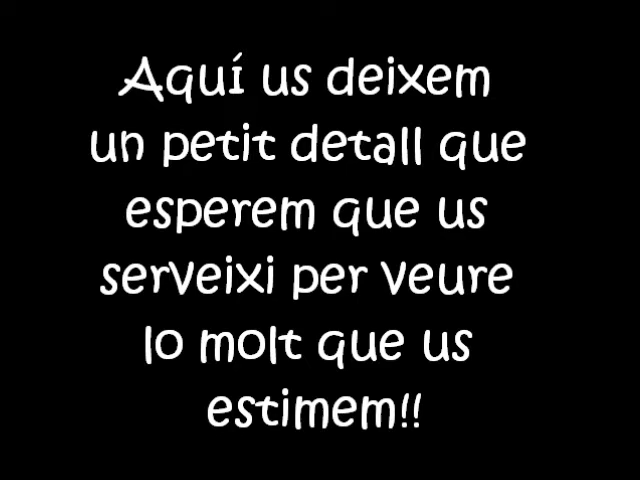 Aquí us deixem
un petit detall que
esperem que us
serveixi per veure
lo molt que us
estimem!!